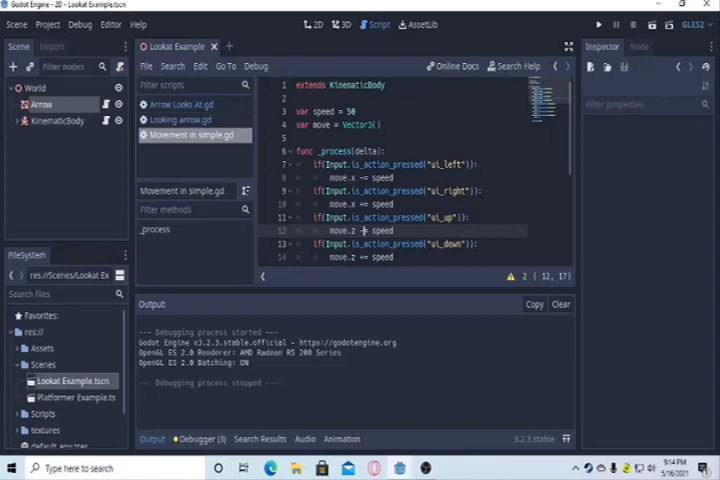 Godot Engine - 2D - Lookat Example.tscn
Scene Project Debug Editor Help
2D 3D Script AssetLib
GLES2
Scene Import
Filter nodes
World
Arrow
KinematicBody
FileSystem
res://Scenes/Lookat Ex
Search files
Favorites:
res://
Assets
Scenes
Lookat Example.tscn
Platformer Example.ts
Scripts
textures
default_env.tres
Lookat Example
File Search Edit Go To Debug
Online Docs Search Help
Filter scripts
Arrow Looks At.gd
Looking arrow.gd
Movement in simple.gd
Movement in simple.gd
Filter methods
_process
1 extends KinematicBody
2
3 var speed = 50
4 var move = Vector3()
5
6 func _process(delta):
7 if(Input.is_action_pressed("ui_left")):
8 move.x -= speed
9 if(Input.is_action_pressed("ui_right")):
10 move.x += speed
11 if(Input.is_action_pressed("ui_up")):
12 move.z -= speed
13 if(Input.is_action_pressed("ui_down")):
14 move.z += speed
2 ( 12, 17)
Output:
Copy Clear
--- Debugging process started ---
Godot Engine v3.2.3.stable.official - https://godotengine.org
OpenGL ES 2.0 Renderer: AMD Radeon R5 200 Series
OpenGL ES 2.0 Batching: ON
--- Debugging process stopped ---
Output Debugger (3) Search Results Audio Animation
3.2.3.stable
Inspector Node
Filter properties
Type here to search
9:14 PM
5/16/2021